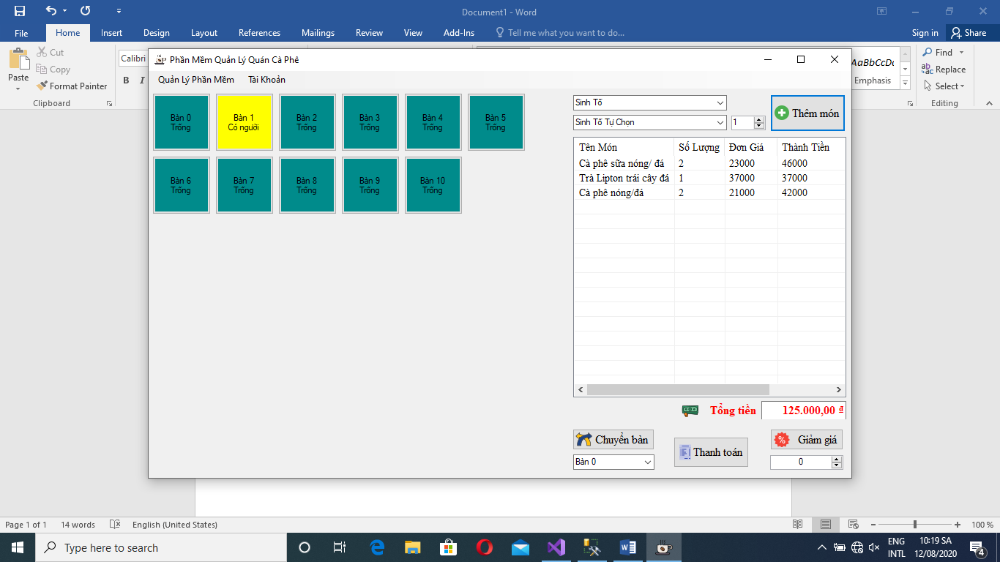 Document1 - Word
File Home Insert Design Layout References Mailings Review View Add-Ins Tell me what you want to do... Sign in Share
Paste
Cut
Copy
Format Painter
Clipboard
Calibri
B I
AaBbCcDc
Emphasis
Find
Replace
Select
Editing
Phần Mềm Quản Lý Quán Cà Phê
Quản Lý Phần Mềm Tài Khoản
Bàn 0
Trống
Bàn 1
Có người
Bàn 2
Trống
Bàn 3
Trống
Bàn 4
Trống
Bàn 5
Trống
Bàn 6
Trống
Bàn 7
Trống
Bàn 8
Trống
Bàn 9
Trống
Bàn 10
Trống
Sinh Tố
Sinh Tố Tự Chọn 1
Thêm món
Tên Món Số Lượng Đơn Giá Thành Tiền
Cà phê sữa nóng/ đá 2 23000 46000
Trà Lipton trái cây đá 1 37000 37000
Cà phê nóng/đá 2 21000 42000
Tổng tiền 125.000,00 ₫
Chuyển bàn
Bàn 0
Thanh toán
Giảm giá
0
Page 1 of 1 14 words English (United States) 100 %
Type here to search
ENG
INTL
10:19 SA
12/08/2020
4